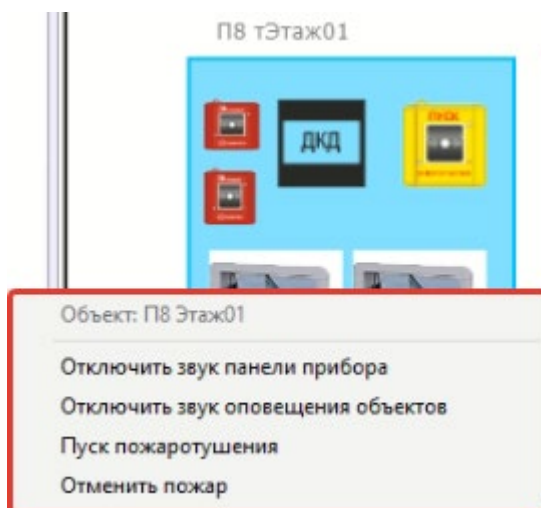 П8 тЭтаж01
ДКД
ПУСК
Объект: П8 Этаж01
Отключить звук панели прибора
Отключить звук оповещения объектов
Пуск пожаротушения
Отменить пожар